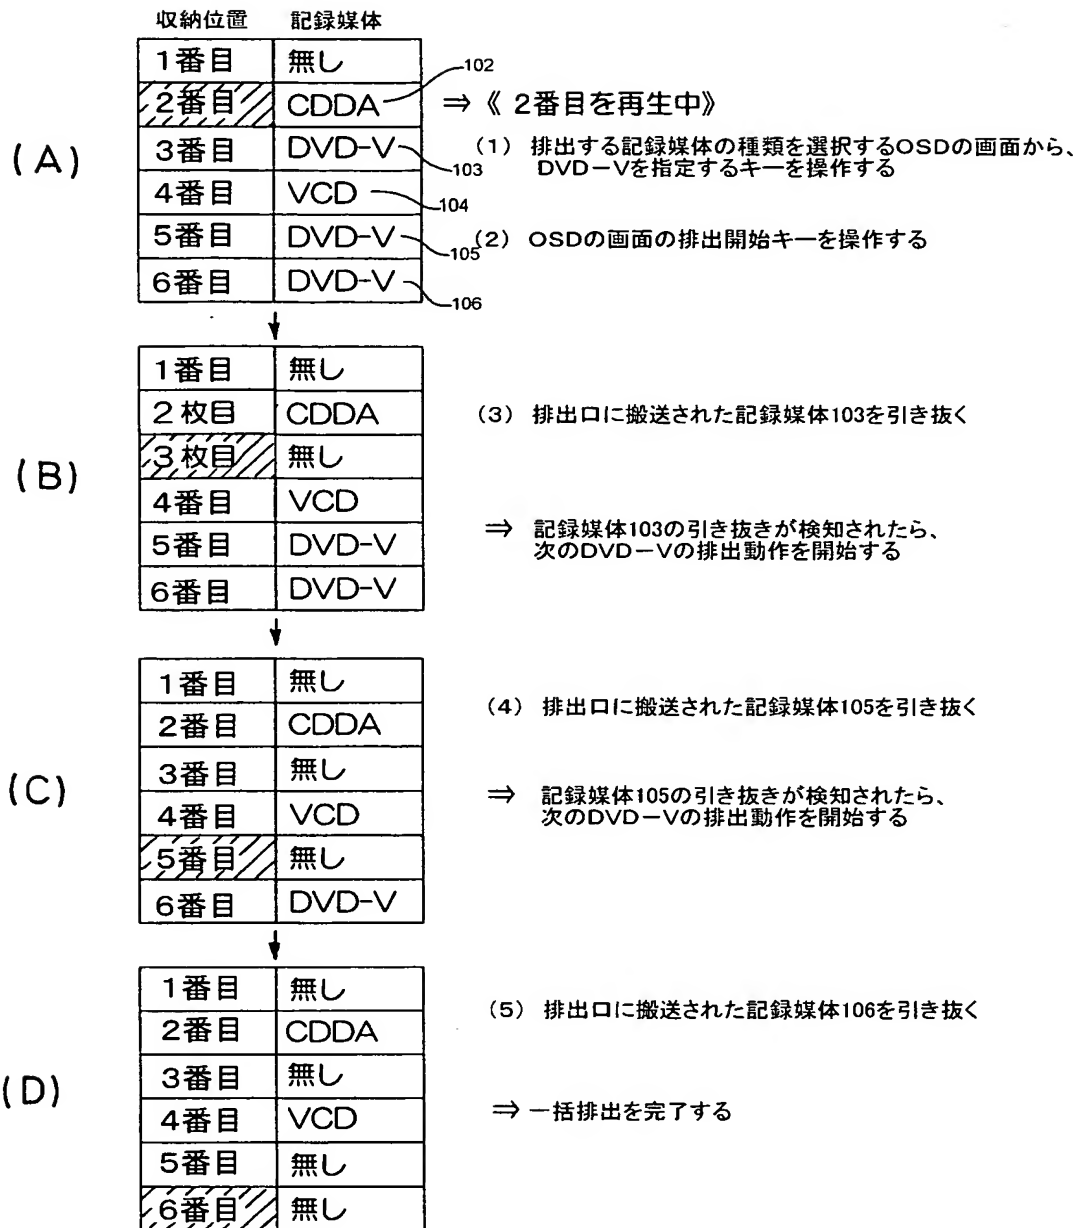 収納位置 記録媒体
1番目 無し
2番目 CDDA 102 ⇒《 2番目を再生中》
(A)
3番目 DVD-V 103
(1) 排出する記録媒体の種類を選択するOSDの画面から、
DVD-Vを指定するキーを操作する
4番目 VCD 104
5番目 DVD-V 105
(2) OSDの画面の排出開始キーを操作する
6番目 DVD-V 106
1番目 無し
2枚目 CDDA
(3) 排出口に搬送された記録媒体103を引き抜く
(B)
3枚目 無し
4番目 VCD
5番目 DVD-V
⇒ 記録媒体103の引き抜きが検知されたら、
次のDVD-Vの排出動作を開始する
6番目 DVD-V
1番目 無し
2番目 CDDA
(4) 排出口に搬送された記録媒体105を引き抜く
(C)
3番目 無し
4番目 VCD
⇒ 記録媒体105の引き抜きが検知されたら、
次のDVD-Vの排出動作を開始する
5番目 無し
6番目 DVD-V
1番目 無し
(5) 排出口に搬送された記録媒体106を引き抜く
2番目 CDDA
(D)
3番目 無し
4番目 VCD
⇒ 一括排出を完了する
5番目 無し
6番目 無し